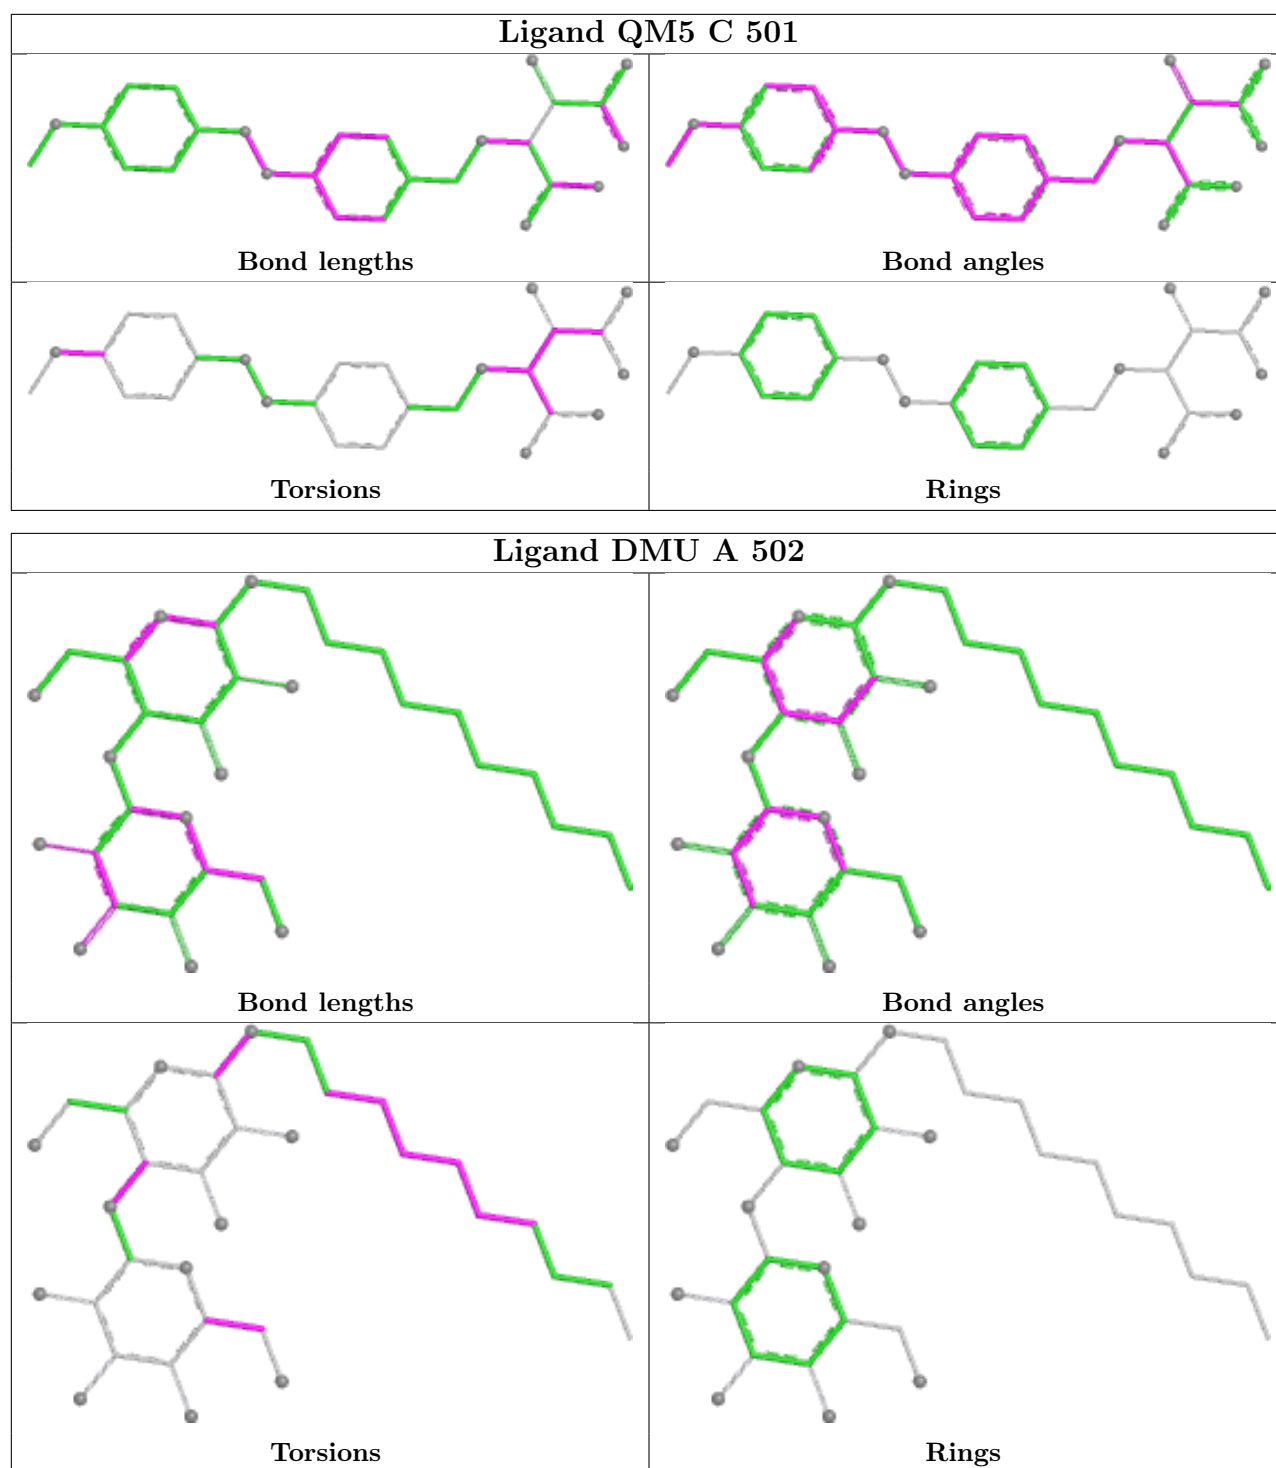 Ligand QM5 C 501
Bond lengths
Bond angles
Torsions
Rings
Ligand DMU A 502
Bond lengths
Bond angles
Torsions
Rings